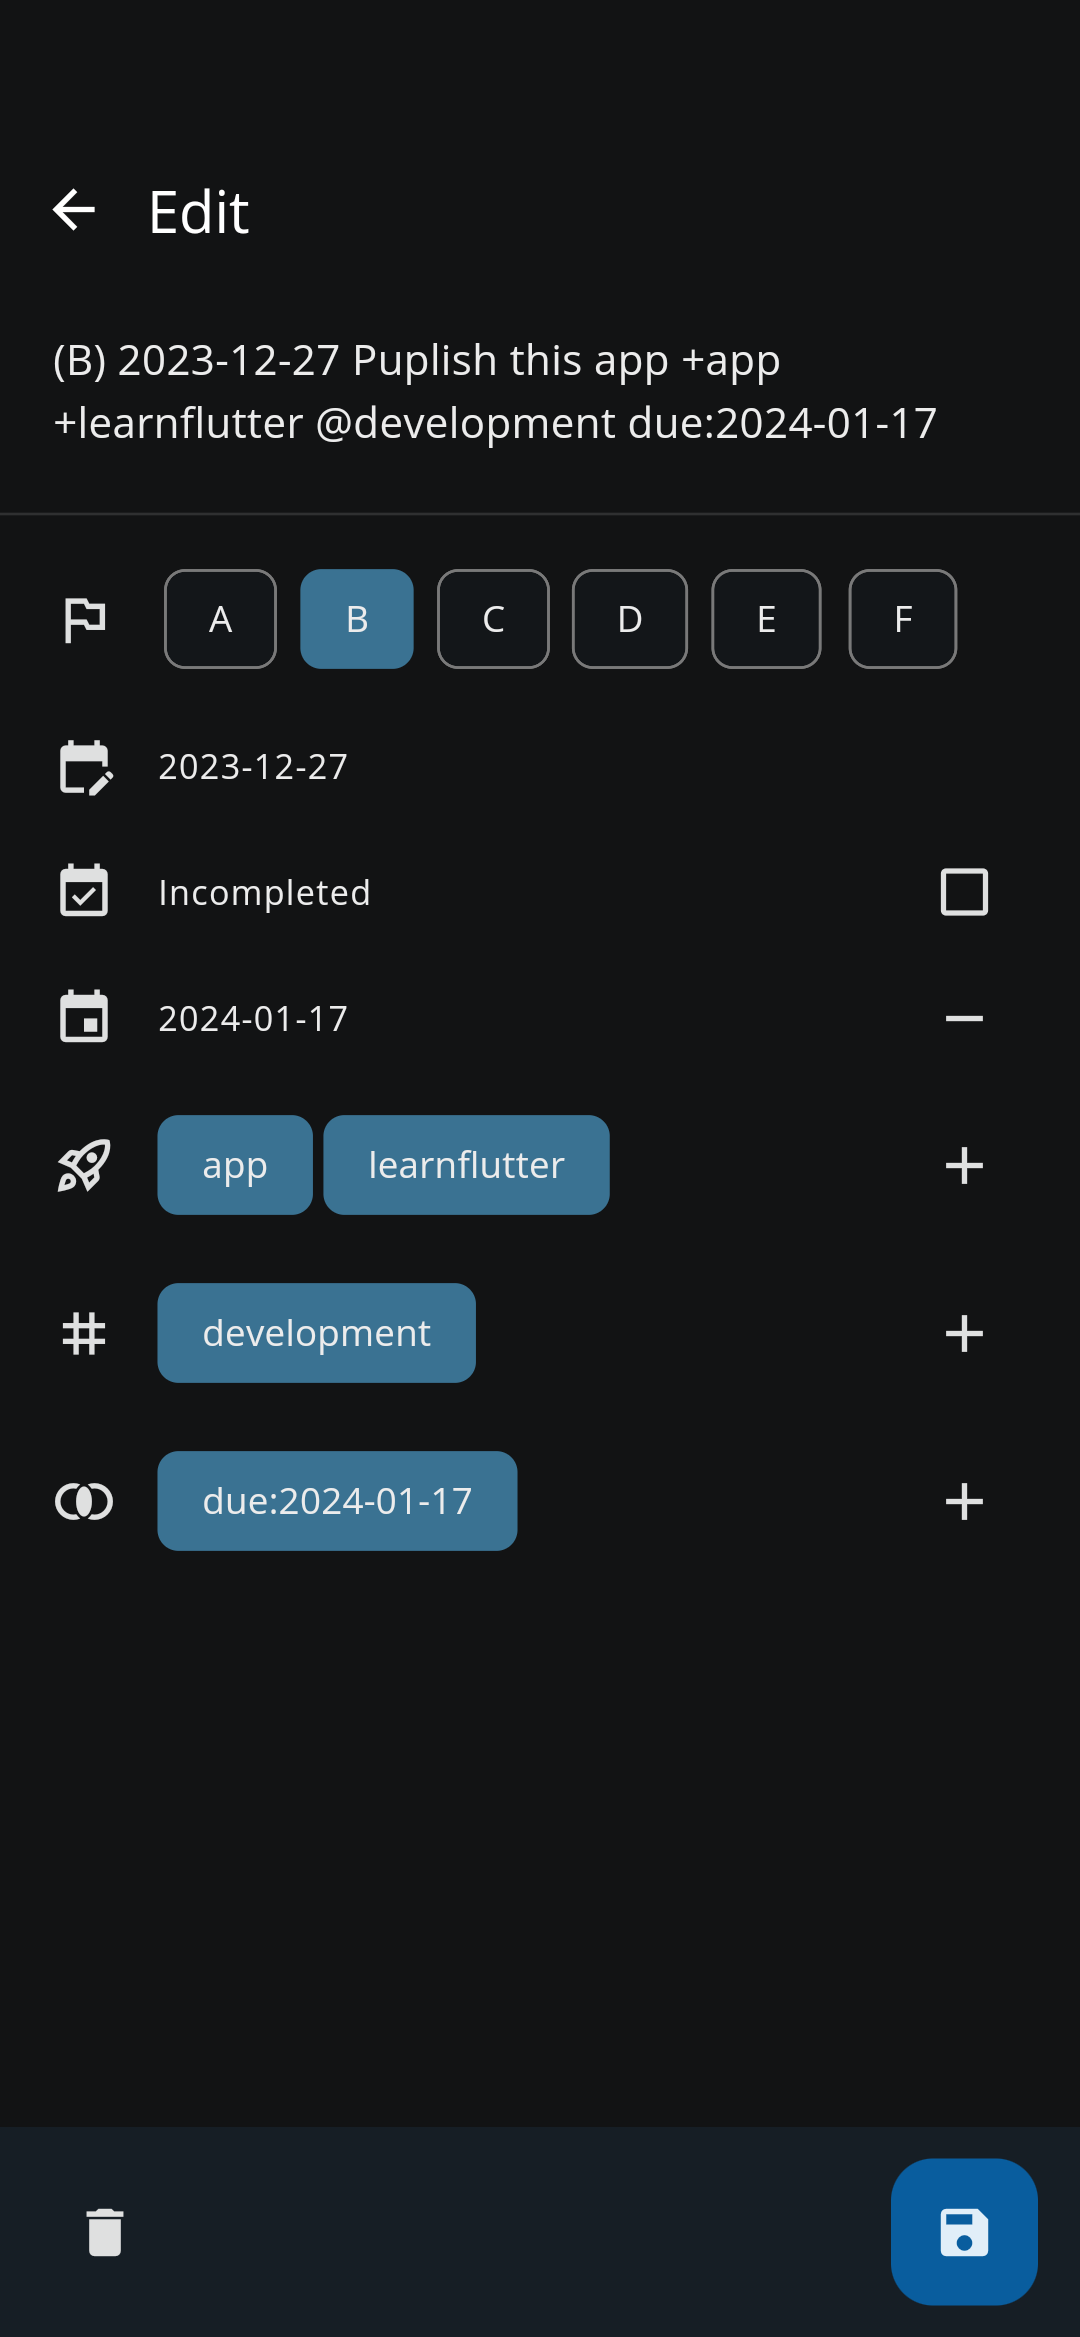 Edit
(B) 2023-12-27 Puplish this app +app
+learnflutter @development due:2024-01-17
A B C D E F
2023-12-27
Incompleted
2024-01-17
app learnflutter
development
due:2024-01-17